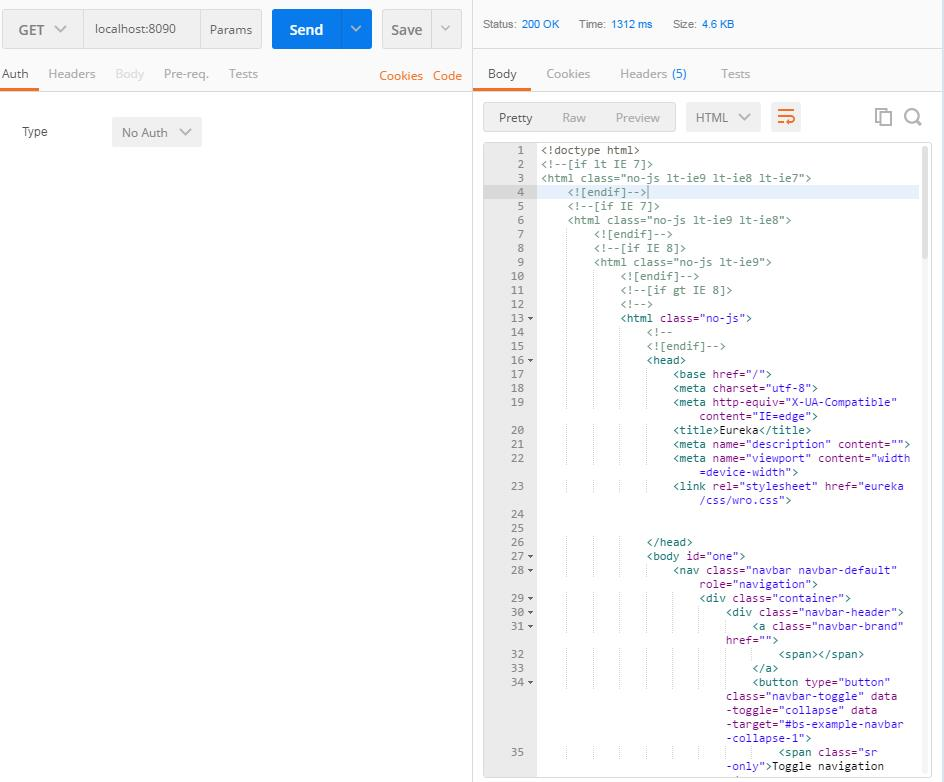 GET localhost:8090 Params Send Save
Auth Headers Body Pre-req. Tests Cookies Code
Type No Auth
Status: 200 OK Time: 1312 ms Size: 4.6 KB
Body Cookies Headers (5) Tests
Pretty Raw Preview HTML
1 <!doctype html>
2 <!--[if lt IE 7]>
3 <html class="no-js lt-ie9 lt-ie8 lt-ie7">
4 <![endif]-->
5 <!--[if IE 7]>
6 <html class="no-js lt-ie9 lt-ie8">
7 <![endif]-->
8 <!--[if IE 8]>
9 <html class="no-js lt-ie9">
10 <![endif]-->
11 <!--[if gt IE 8]>
12 <!-->
13 <html class="no-js">
14 <!--
15 <![endif]-->
16 <head>
17 <base href="/">
18 <meta charset="utf-8">
19 <meta http-equiv="X-UA-Compatible"
content="IE=edge">
20 <title>Eureka</title>
21 <meta name="description" content="">
22 <meta name="viewport" content="width
=device-width">
23 <link rel="stylesheet" href="eureka
/css/wro.css">
24
25
26 </head>
27 <body id="one">
28 <nav class="navbar navbar-default"
role="navigation">
29 <div class="container">
30 <div class="navbar-header">
31 <a class="navbar-brand"
href="">
32 <span></span>
33 </a>
34 <button type="button"
class="navbar-toggle" data
-toggle="collapse" data
-target="#bs-example-navbar
-collapse-1">
35 <span class="sr
-only">Toggle navigation